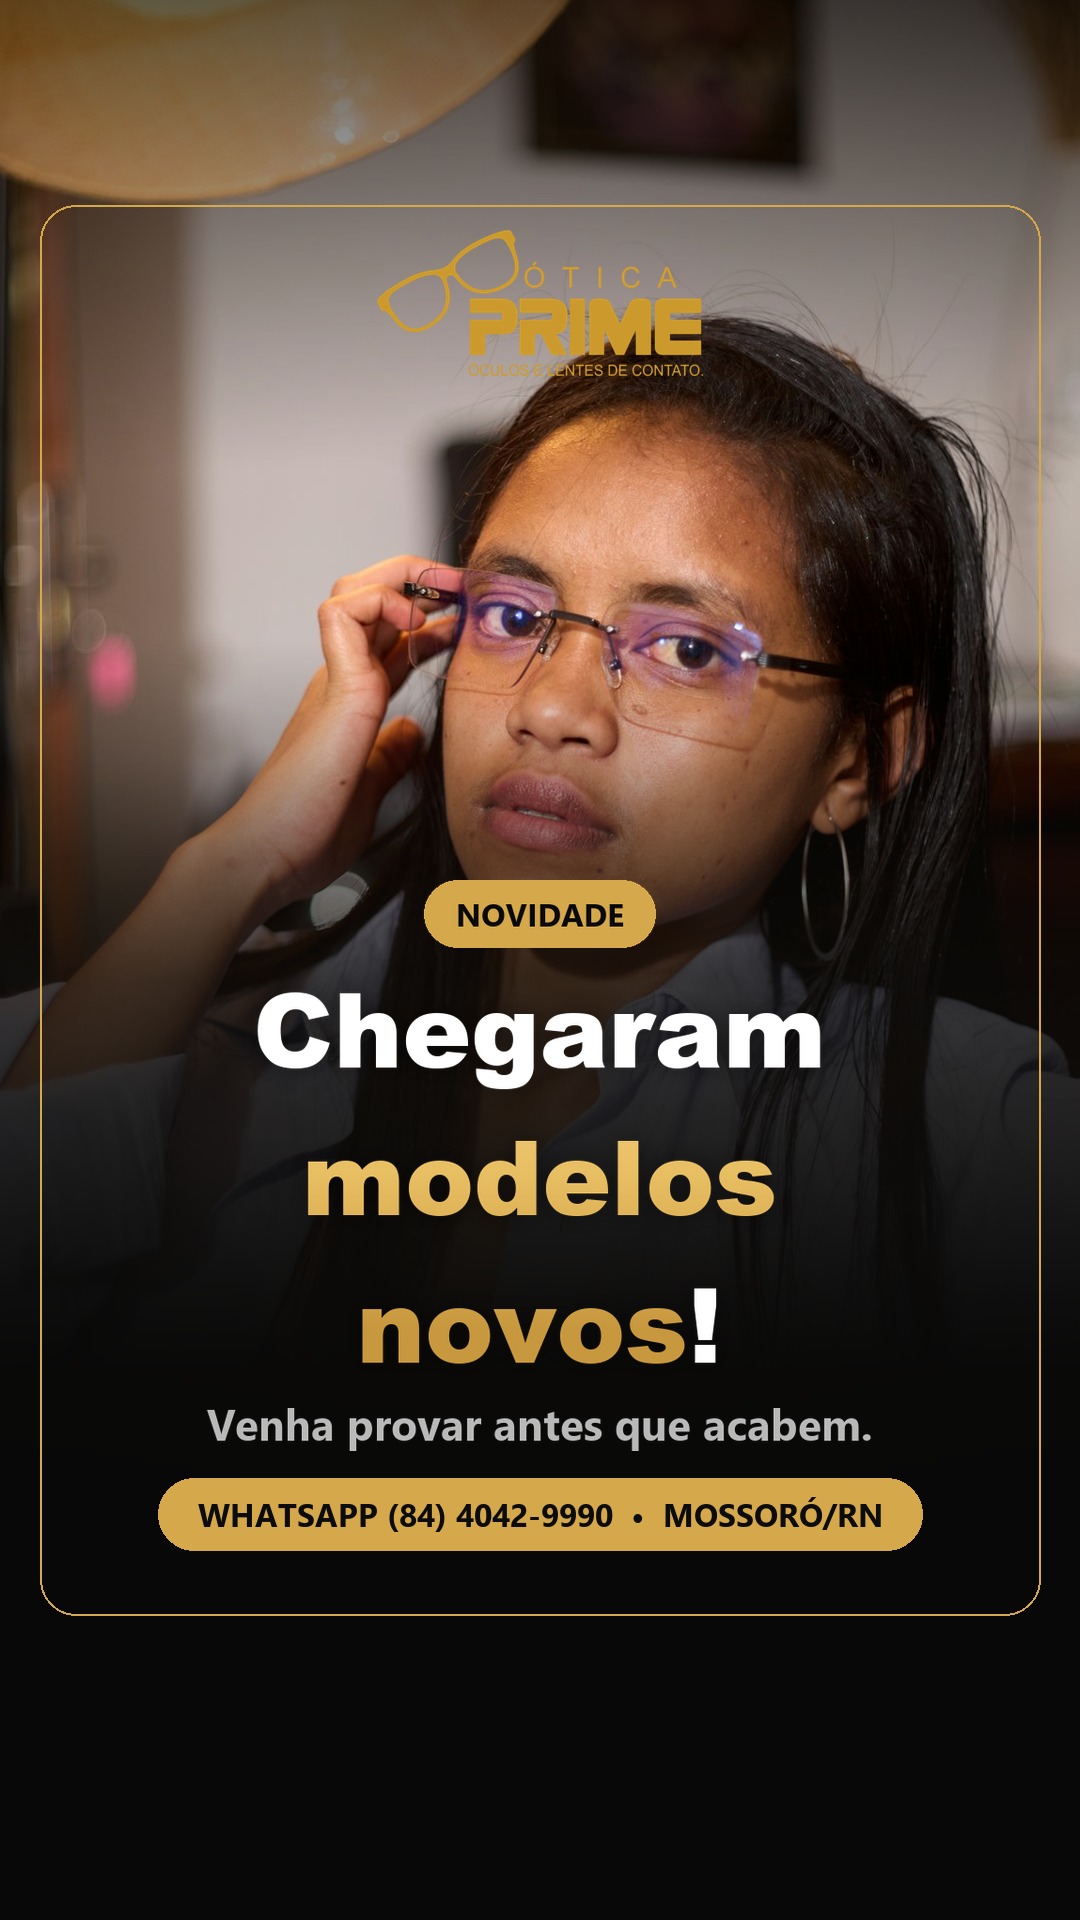 ÓTICA
PRIME
ÓCULOS E LENTES DE CONTATO.
NOVIDADE
Chegaram
modelos
novos!
Venha provar antes que acabem.
WHATSAPP (84) 4042-9990 • MOSSORÓ/RN